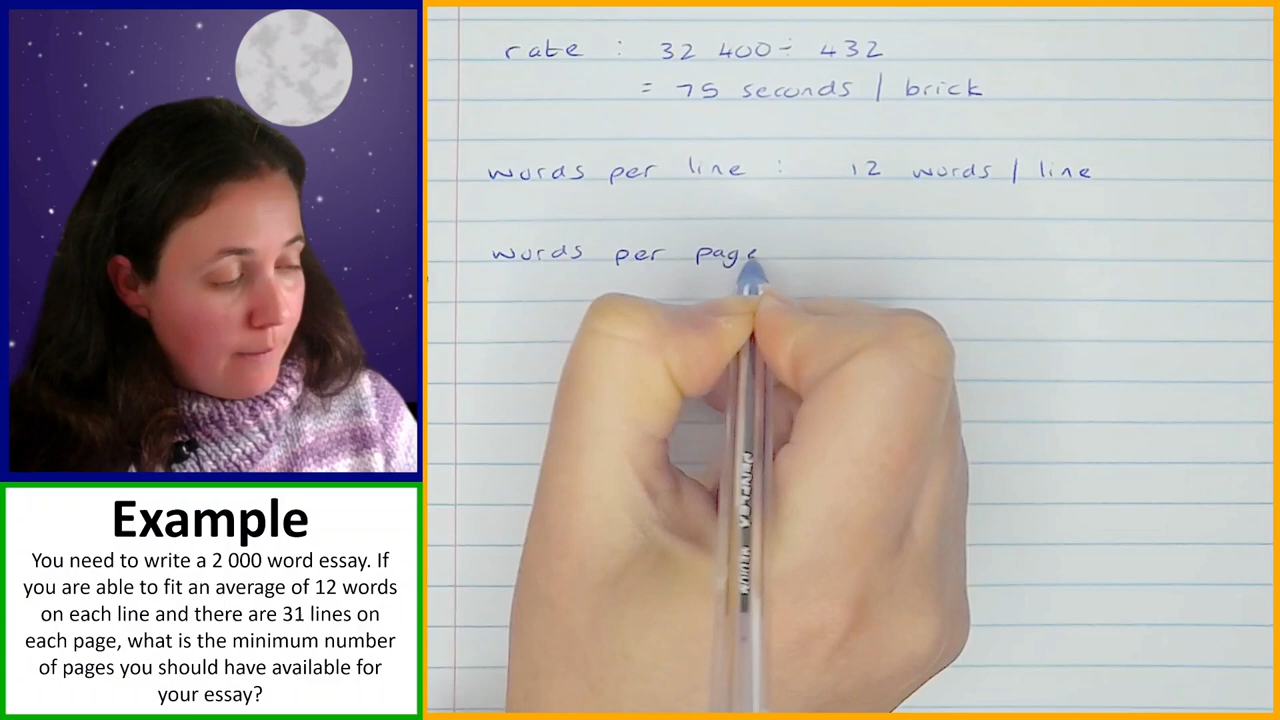 rate : 32 400 ÷ 432
= 75 seconds / brick
words per line : 12 words / line
words per page
Example
You need to write a 2 000 word essay. If
you are able to fit an average of 12 words
on each line and there are 31 lines on
each page, what is the minimum number
of pages you should have available for
your essay?